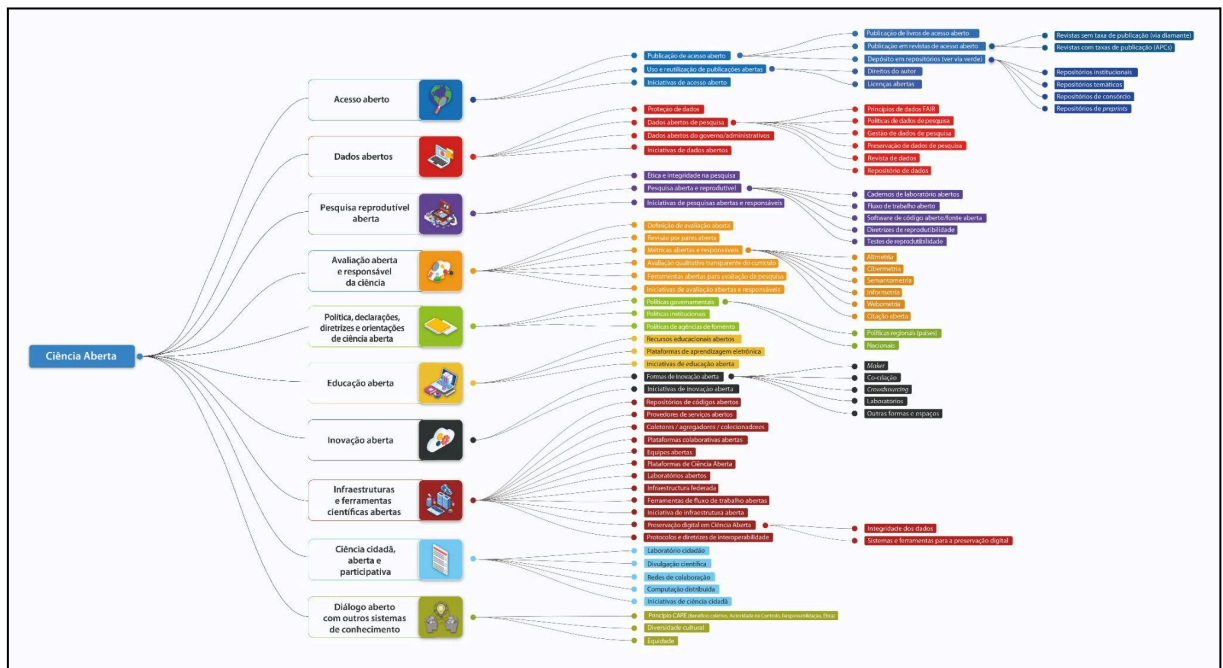 Ciência Aberta
Acesso aberto
Publicação de acesso aberto
Publicação de livros de acesso aberto
Publicação em revistas de acesso aberto
Revistas sem taxa de publicação (via diamante)
Revistas com taxas de publicação (APCs)
Depósito em repositórios (ver via verde)
Repositórios institucionais
Repositórios temáticos
Repositórios de consórcio
Repositórios de preprints
Uso e reutilização de publicações abertas
Direitos do autor
Licenças abertas
Iniciativas de acesso aberto
Dados abertos
Proteção de dados
Dados abertos de pesquisa
Princípios de dados FAIR
Políticas de dados de pesquisa
Gestão de dados de pesquisa
Preservação de dados de pesquisa
Revista de dados
Repositório de dados
Dados abertos do governo/administrativos
Iniciativas de dados abertos
Pesquisa reprodutível
aberta
Ética e integridade na pesquisa
Pesquisa aberta e reprodutível
Cadernos de laboratório abertos
Fluxo de trabalho aberto
Software de código aberto/fonte aberta
Diretrizes de reprodutibilidade
Testes de reprodutibilidade
Iniciativas de pesquisas abertas e responsáveis
Avaliação aberta
e responsável
da ciência
Definição de avaliação aberta
Revisão por pares aberta
Métricas abertas e responsáveis
Altmetria
Cibermetria
Semantometria
Informetria
Webometria
Citação aberta
Avaliação qualitativa transparente do currículo
Ferramentas abertas para avaliação de pesquisa
Iniciativas de avaliação abertas e responsáveis
Política, declarações,
diretrizes e orientações
de ciência aberta
Políticas governamentais
Políticas regionais (países)
Nacionais
Políticas institucionais
Políticas de agências de fomento
Educação aberta
Recursos educacionais abertos
Plataformas de aprendizagem eletrônica
Iniciativas de educação aberta
Inovação aberta
Formas de inovação aberta
Maker
Co-criação
Crowdsourcing
Laboratórios
Outras formas e espaços
Iniciativas de inovação aberta
Infraestruturas
e ferramentas
científicas abertas
Repositórios de códigos abertos
Provedores de serviços abertos
Coletores / agregadores / colecionadores
Plataformas colaborativas abertas
Equipes abertas
Plataformas de Ciência Aberta
Laboratórios abertos
Infraestructura federada
Ferramentas de fluxo de trabalho abertas
Iniciativa de infraestrutura aberta
Preservação digital em Ciência Aberta
Integridade dos dados
Sistemas e ferramentas para a preservação digital
Protocolos e diretrizes de interoperabilidade
Ciência cidadã,
aberta e
participativa
Laboratório cidadão
Divulgação científica
Redes de colaboração
Computação distribuída
Iniciativas de ciência cidadã
Diálogo aberto
com outros sistemas
de conhecimento
Princípio CARE (Benefício coletivo, Autoridade no Controle, Responsabilização, Ética)
Diversidade cultural
Equidade